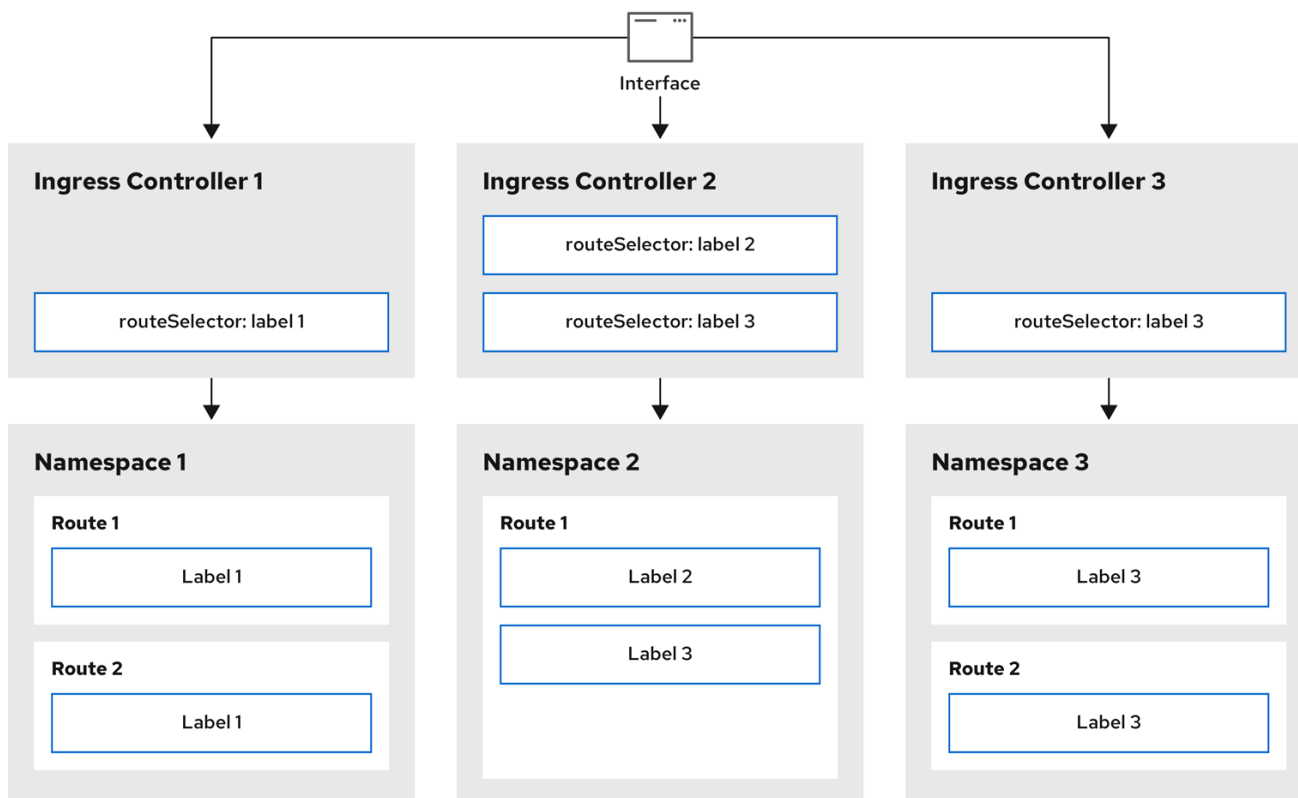 Interface
Ingress Controller 1
routeSelector: label 1
Ingress Controller 2
routeSelector: label 2
routeSelector: label 3
Ingress Controller 3
routeSelector: label 3
Namespace 1
Route 1
Label 1
Route 2
Label 1
Namespace 2
Route 1
Label 2
Label 3
Namespace 3
Route 1
Label 3
Route 2
Label 3